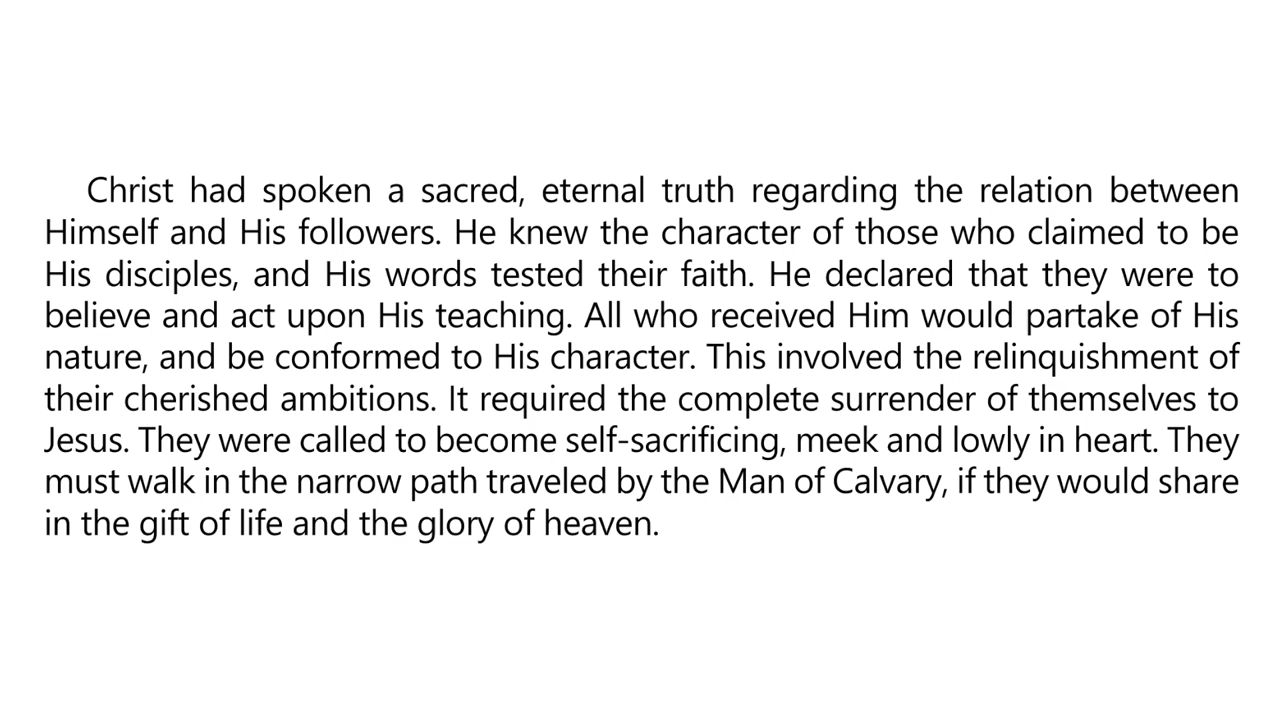 Christ had spoken a sacred, eternal truth regarding the relation between
Himself and His followers. He knew the character of those who claimed to be
His disciples, and His words tested their faith. He declared that they were to
believe and act upon His teaching. All who received Him would partake of His
nature, and be conformed to His character. This involved the relinquishment of
their cherished ambitions. It required the complete surrender of themselves to
Jesus. They were called to become self-sacrificing, meek and lowly in heart. They
must walk in the narrow path traveled by the Man of Calvary, if they would share
in the gift of life and the glory of heaven.